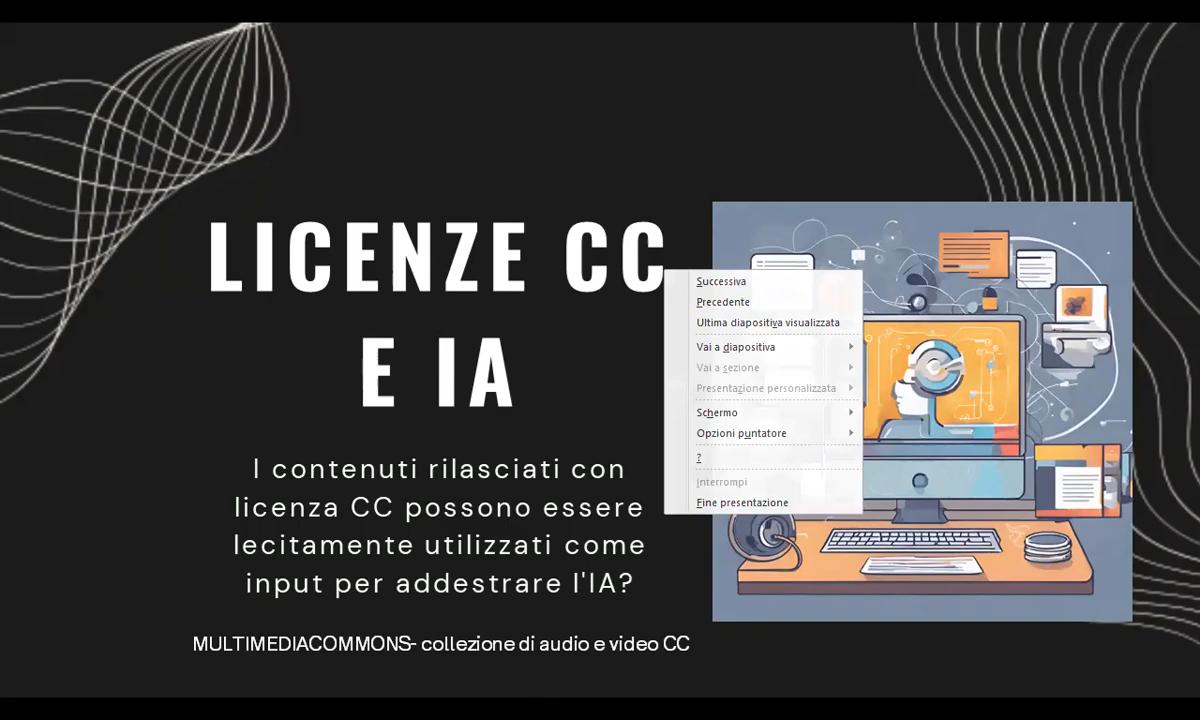 LICENZE CC
E IA
I contenuti rilasciati con
licenza CC possono essere
lecitamente utilizzati come
input per addestrare l'IA?
MULTIMEDIACOMMONS- collezione di audio e video CC
Successiva
Precedente
Ultima diapositiva visualizzata
Vai a diapositiva
Vai a sezione
Presentazione personalizzata
Schermo
Opzioni puntatore
?
Interrompi
Fine presentazione